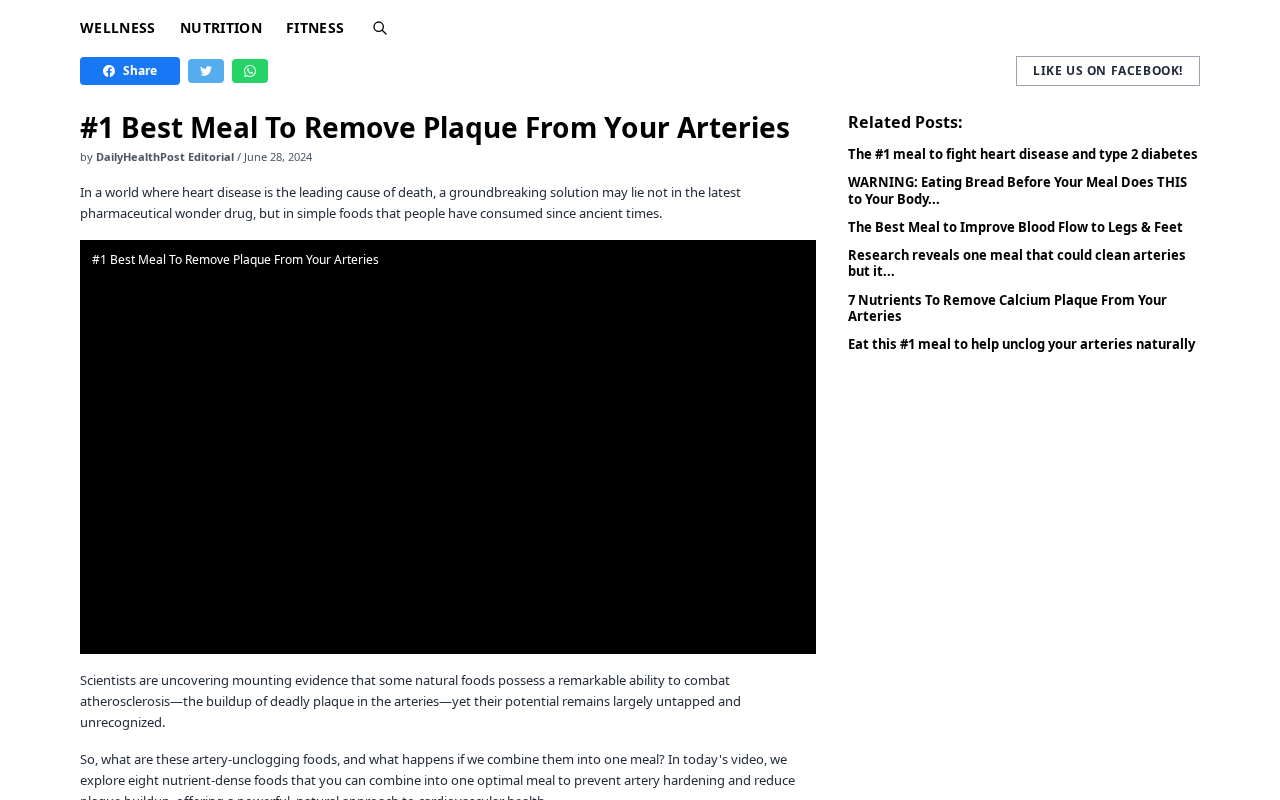 WELLNESS NUTRITION FITNESS
Share
LIKE US ON FACEBOOK!
#1 Best Meal To Remove Plaque From Your Arteries
by DailyHealthPost Editorial / June 28, 2024
In a world where heart disease is the leading cause of death, a groundbreaking solution may lie not in the latest
pharmaceutical wonder drug, but in simple foods that people have consumed since ancient times.
#1 Best Meal To Remove Plaque From Your Arteries
Scientists are uncovering mounting evidence that some natural foods possess a remarkable ability to combat
atherosclerosis—the buildup of deadly plaque in the arteries—yet their potential remains largely untapped and
unrecognized.
So, what are these artery-unclogging foods, and what happens if we combine them into one meal? In today's video, we
explore eight nutrient-dense foods that you can combine into one optimal meal to prevent artery hardening and reduce
plaque buildup, offering a powerful, natural approach to cardiovascular health.
Related Posts:
The #1 meal to fight heart disease and type 2 diabetes
WARNING: Eating Bread Before Your Meal Does THIS
to Your Body...
The Best Meal to Improve Blood Flow to Legs & Feet
Research reveals one meal that could clean arteries
but it...
7 Nutrients To Remove Calcium Plaque From Your
Arteries
Eat this #1 meal to help unclog your arteries naturally